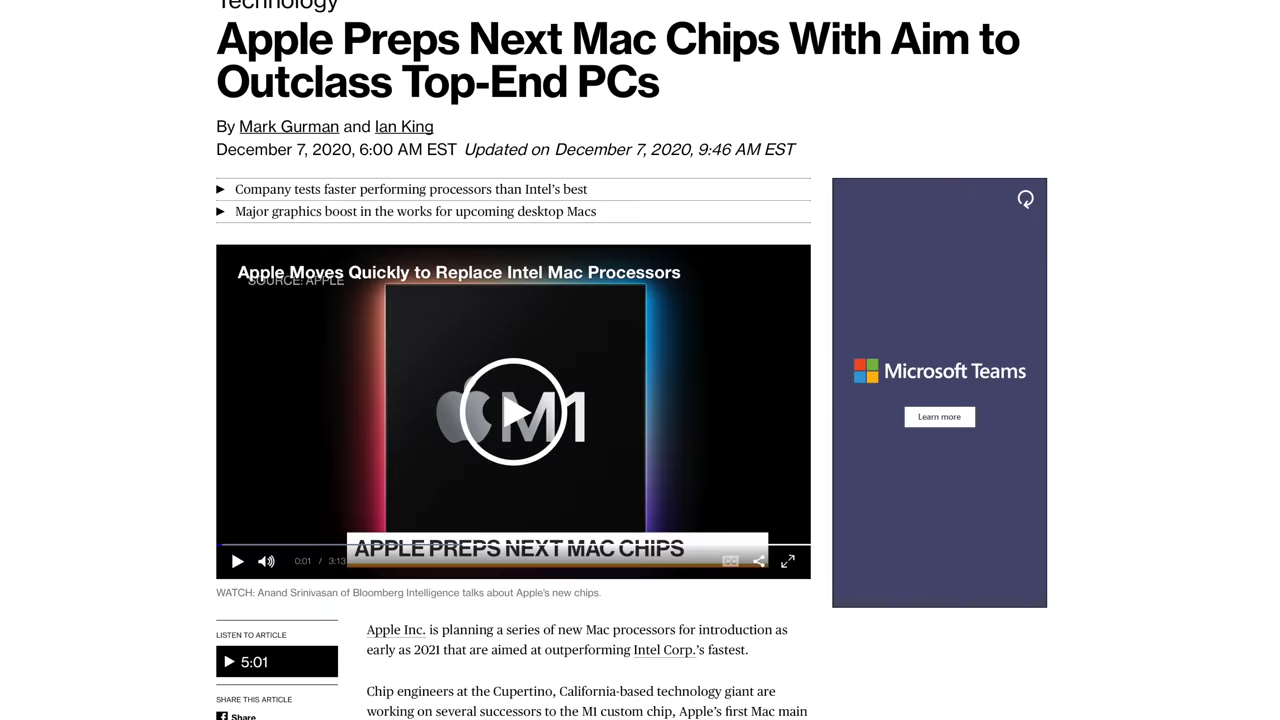 Technology
Apple Preps Next Mac Chips With Aim to
Outclass Top-End PCs
By Mark Gurman and Ian King
December 7, 2020, 6:00 AM EST Updated on December 7, 2020, 9:46 AM EST
▶ Company tests faster performing processors than Intel’s best
▶ Major graphics boost in the works for upcoming desktop Macs
Apple Moves Quickly to Replace Intel Mac Processors
SOURCE: APPLE
M1
APPLE PREPS NEXT MAC CHIPS
0:01 / 3:13
CC
WATCH: Anand Srinivasan of Bloomberg Intelligence talks about Apple’s new chips.
Microsoft Teams
Learn more
LISTEN TO ARTICLE
5:01
SHARE THIS ARTICLE
Share
Apple Inc. is planning a series of new Mac processors for introduction as
early as 2021 that are aimed at outperforming Intel Corp.’s fastest.
Chip engineers at the Cupertino, California-based technology giant are
working on several successors to the M1 custom chip, Apple’s first Mac main